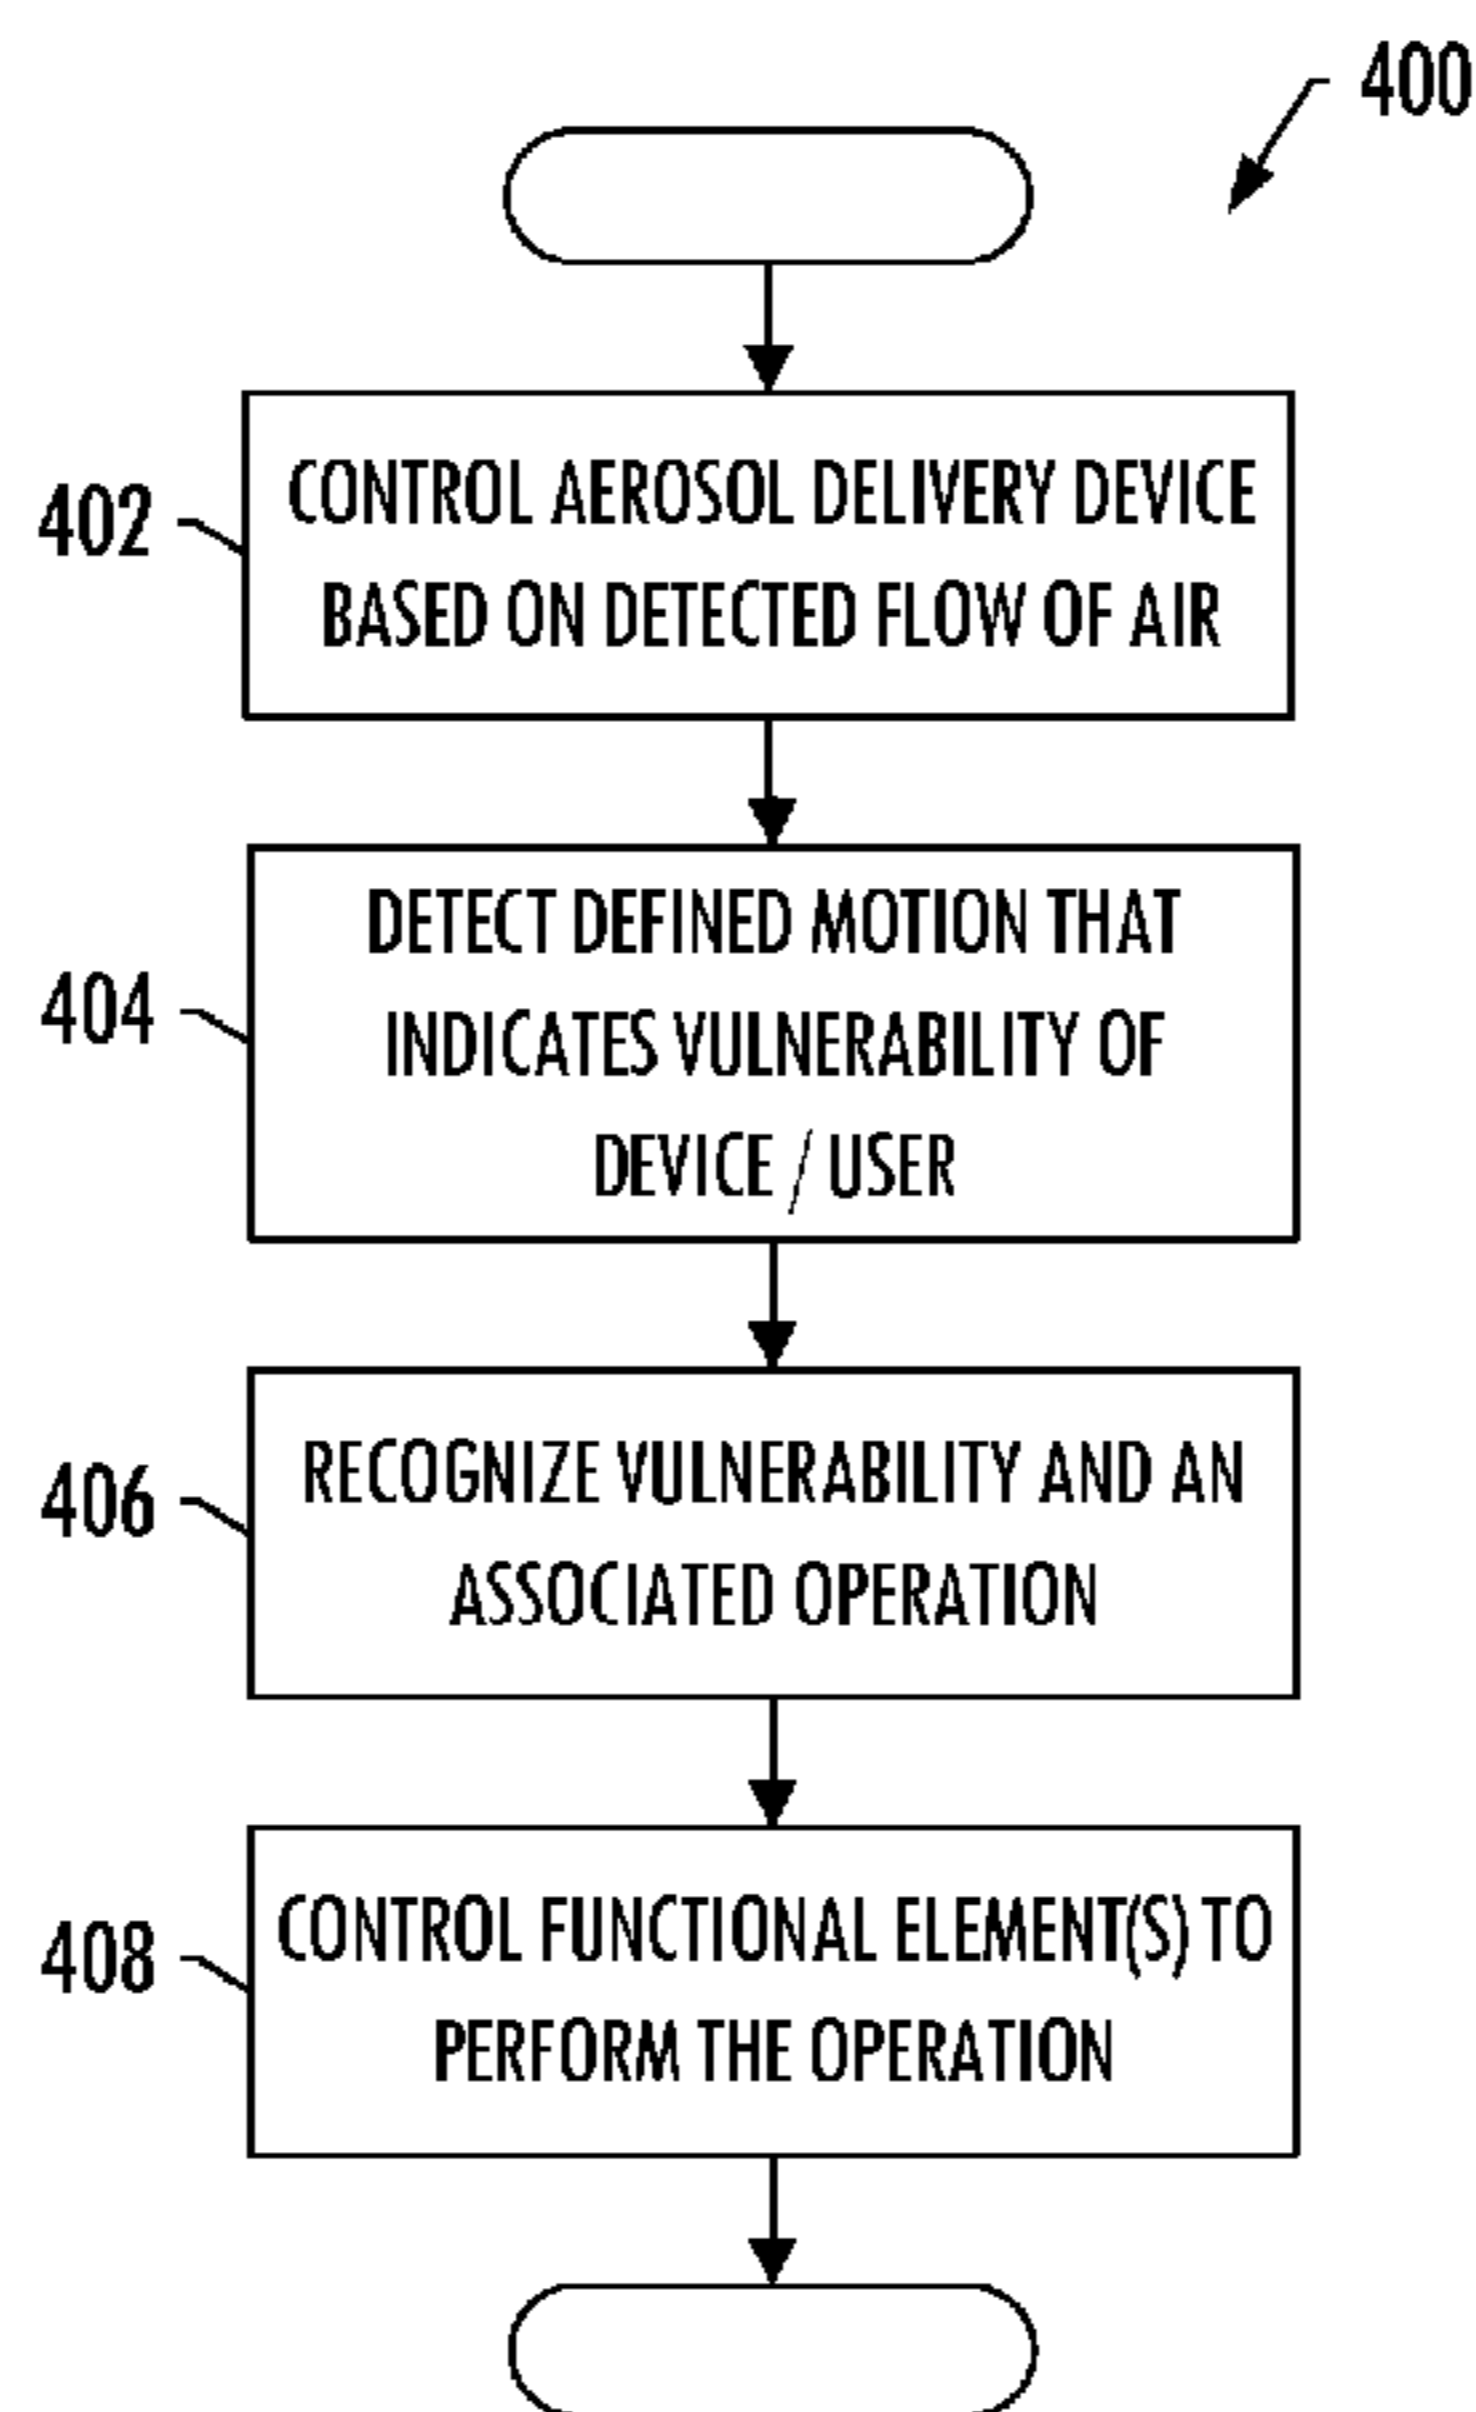 400
402
CONTROL AEROSOL DELIVERY DEVICE
BASED ON DETECTED FLOW OF AIR
404
DETECT DEFINED MOTION THAT
INDICATES VULNERABILITY OF
DEVICE / USER
406
RECOGNIZE VULNERABILITY AND AN
ASSOCIATED OPERATION
408
CONTROL FUNCTIONAL ELEMENT(S) TO
PERFORM THE OPERATION